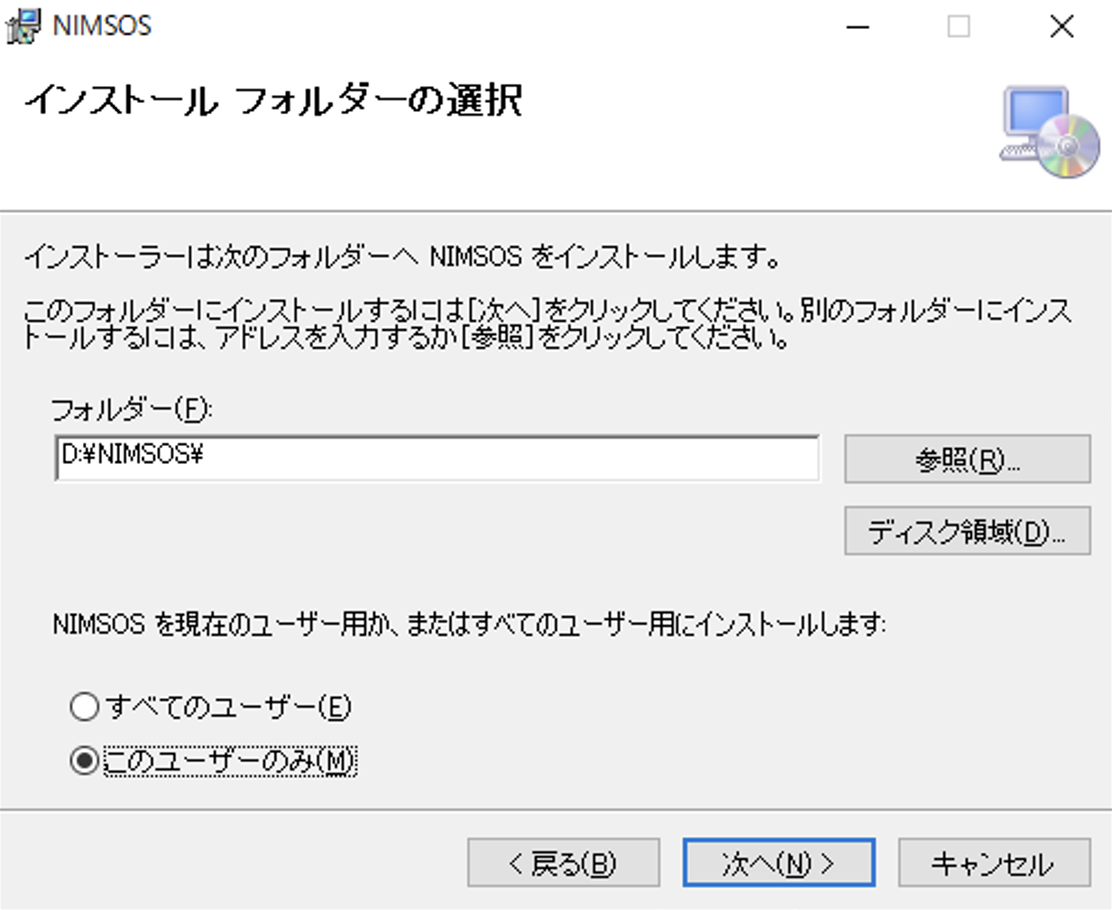 NIMSOS
インストール フォルダーの選択
インストーラーは次のフォルダーへ NIMSOS をインストールします。
このフォルダーにインストールするには[次へ]をクリックしてください。別のフォルダーにインス
トールするには、アドレスを入力するか[参照]をクリックしてください。
フォルダー(F):
D:¥NIMSOS¥
参照(R)...
ディスク領域(D)...
NIMSOS を現在のユーザー用か、またはすべてのユーザー用にインストールします:
すべてのユーザー(E)
このユーザーのみ(M)
< 戻る(B)
次へ(N) >
キャンセル